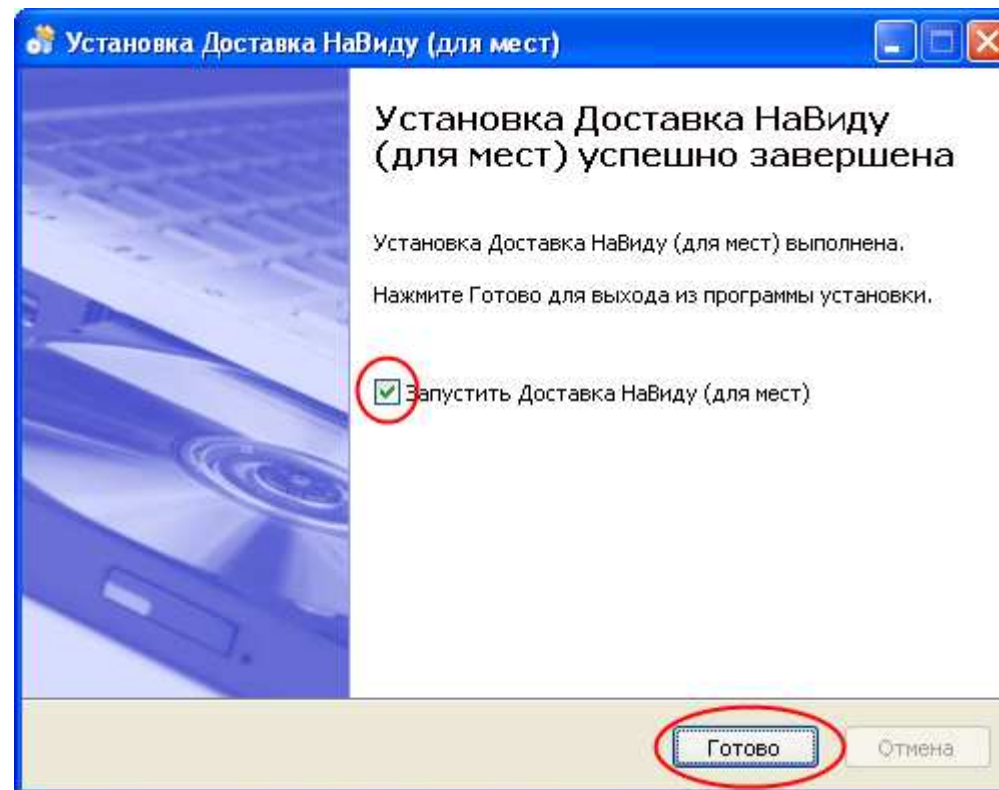 Установка Доставка НаВиду (для мест)
Установка Доставка НаВиду
(для мест) успешно завершена
Установка Доставка НаВиду (для мест) выполнена.
Нажмите Готово для выхода из программы установки.
Запустить Доставка НаВиду (для мест)
Готово
Отмена